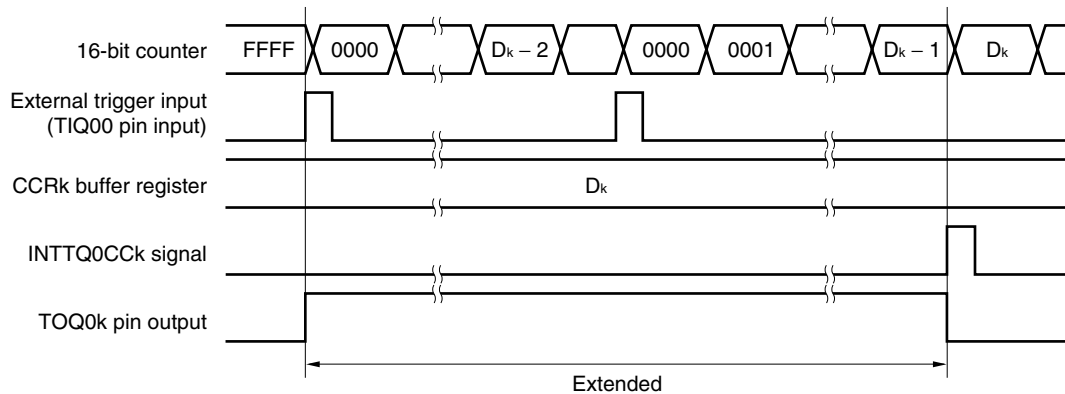 16-bit counter FFFF 0000 Dk − 2 0000 0001 Dk − 1 Dk
External trigger input
(TIQ00 pin input)
CCRk buffer register Dk
INTTQ0CCk signal
TOQ0k pin output
Extended